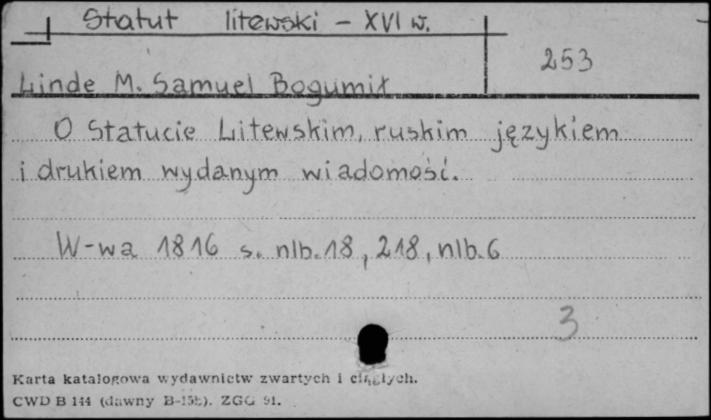 Statut litewski - XVI w.
253
Linde M. Samuel Bogumił
O Statucie Litewskim, ruskim językiem
i drukiem wydanym wiadomość.
W-wa 1816 s. nlb. 18, 218, nlb. 6
3
Karta katalogowa wydawnictw zwartych i ciągłych.
CWD B 144 (dawny B-15b). ZGG 91.